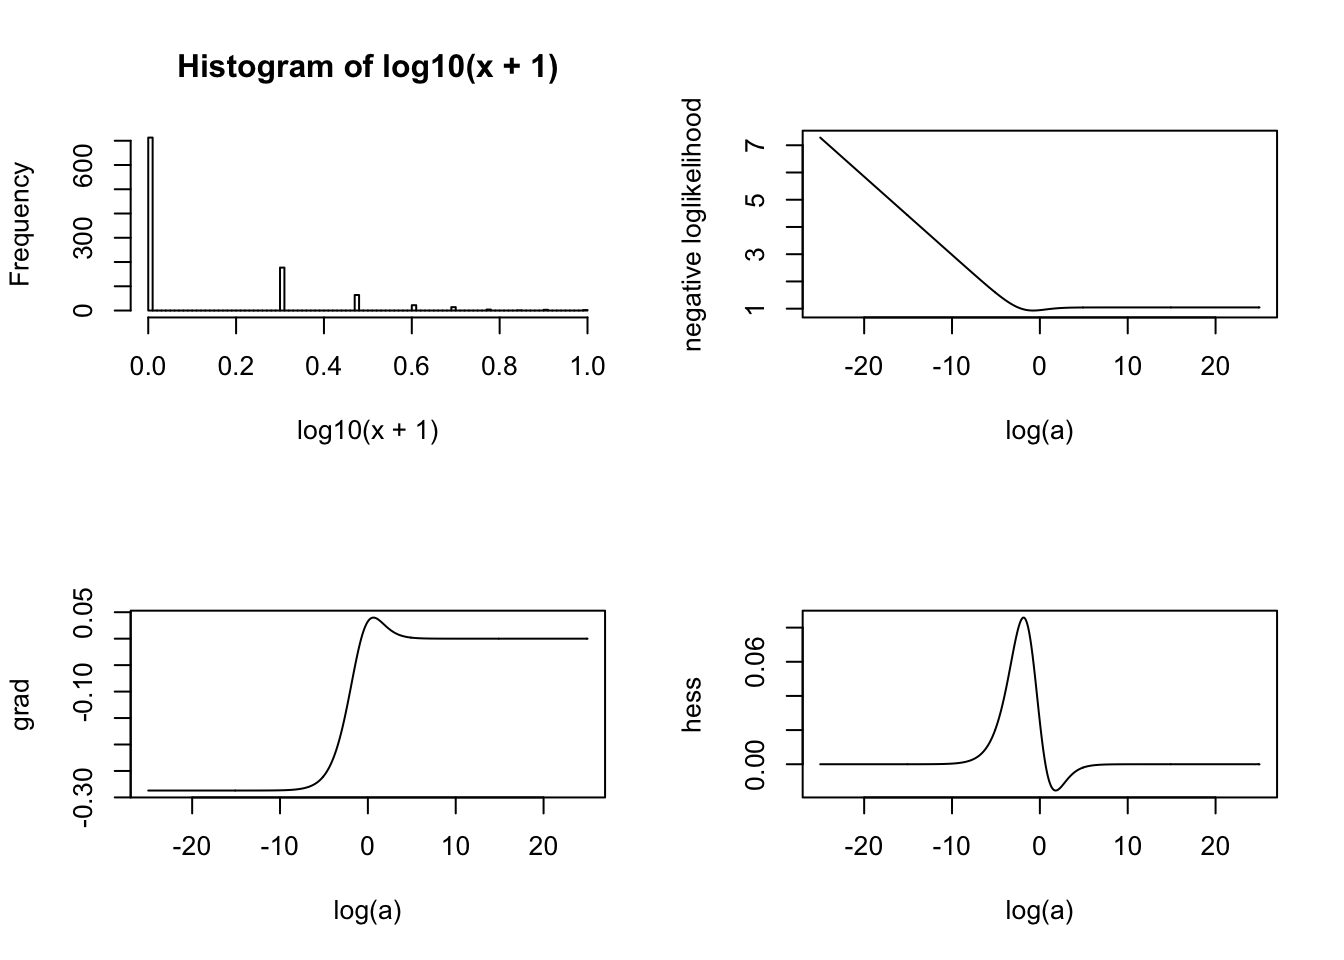 Histogram of log10(x + 1)
Frequency
0 300 600
0.0 0.2 0.4 0.6 0.8 1.0
log10(x + 1)
negative loglikelihood
1 3 5 7
-20 -10 0 10 20
log(a)
grad
-0.30 -0.10 0.05
-20 -10 0 10 20
log(a)
hess
0.00 0.06
-20 -10 0 10 20
log(a)